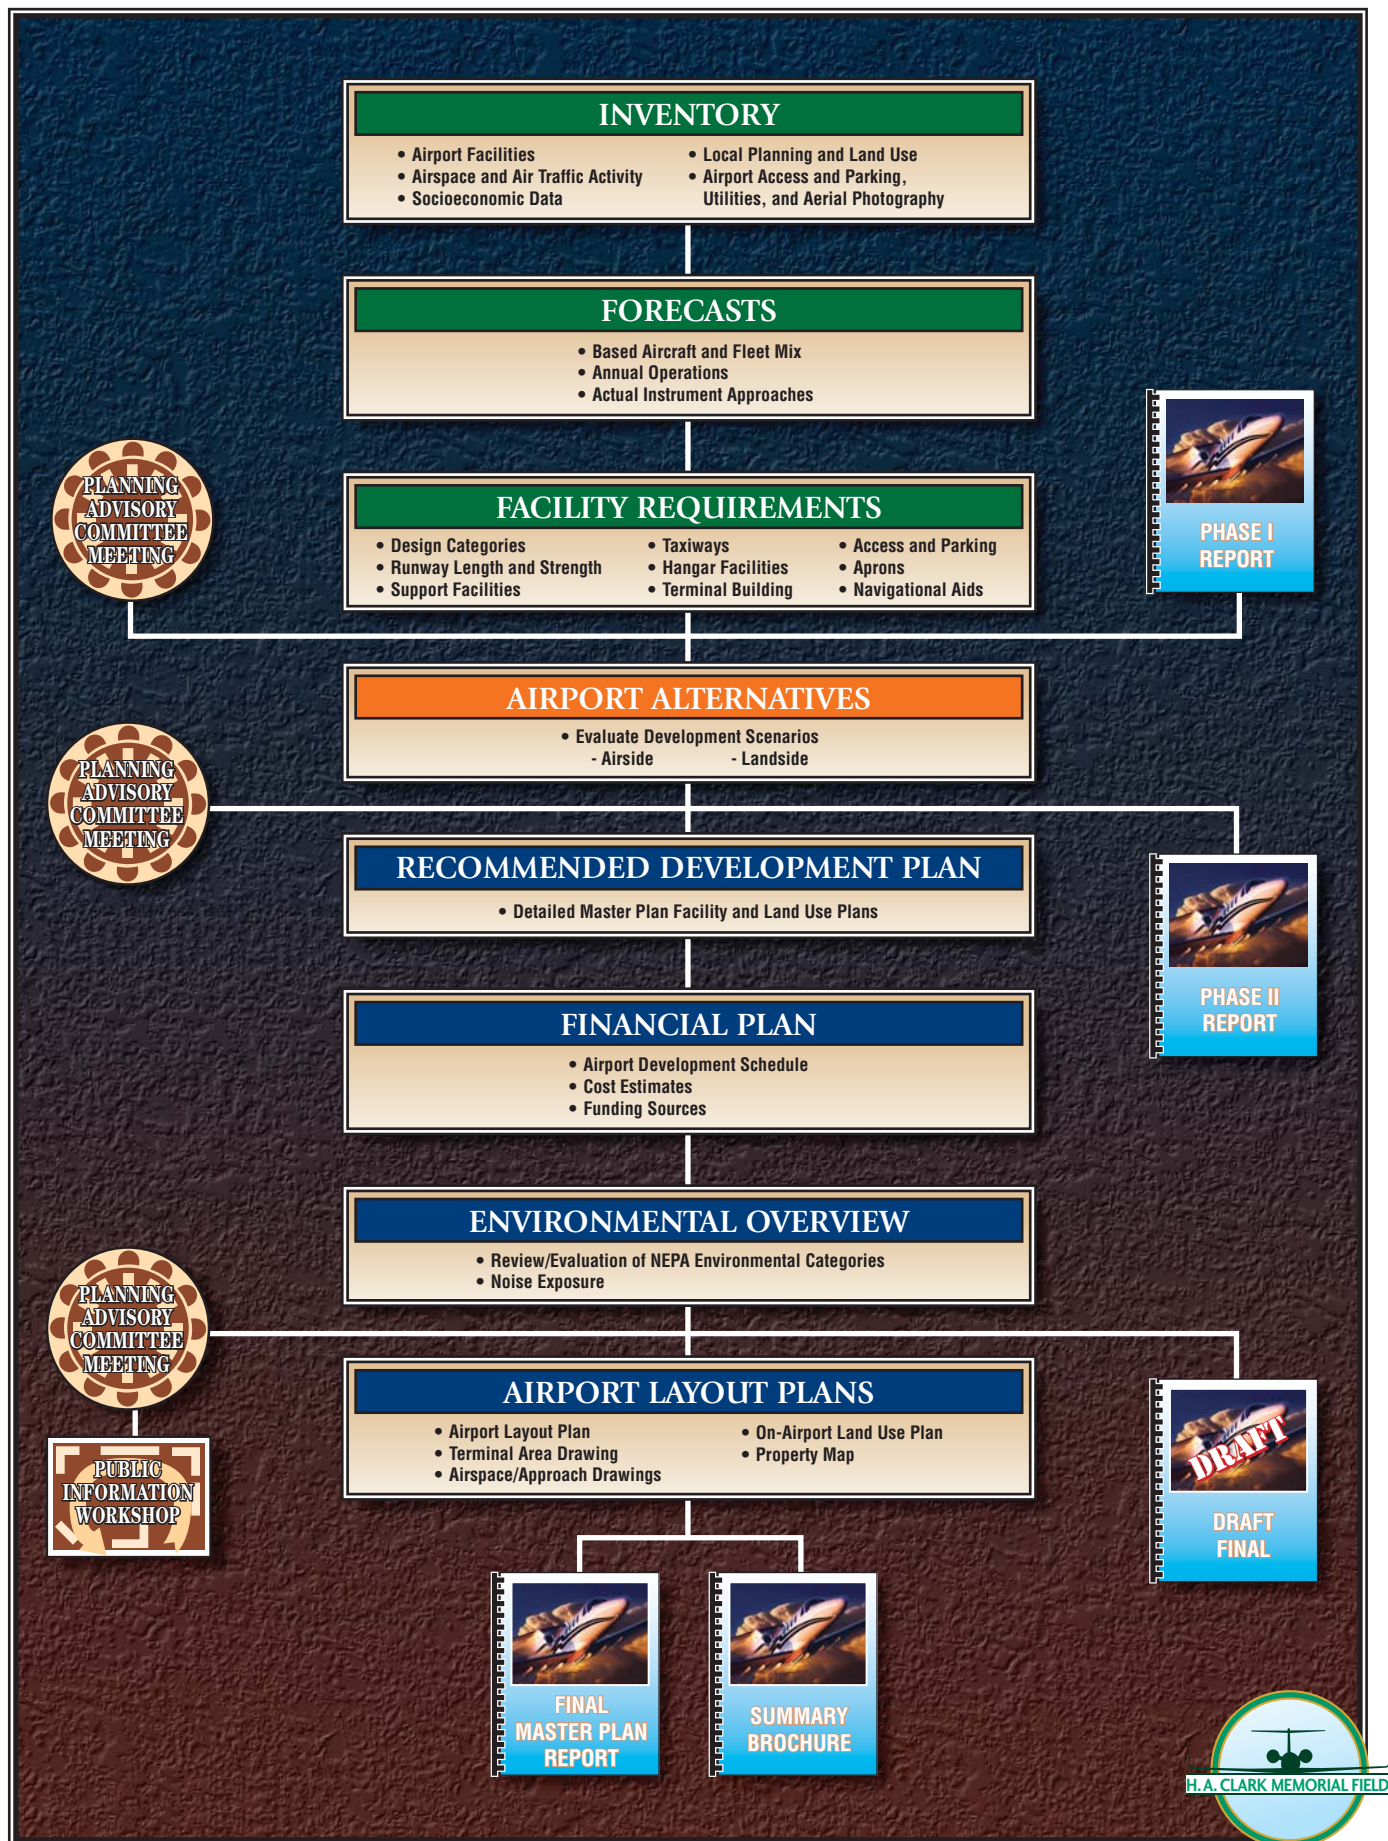 INVENTORY
• Airport Facilities
• Airspace and Air Traffic Activity
• Socioeconomic Data
• Local Planning and Land Use
• Airport Access and Parking,
Utilities, and Aerial Photography
FORECASTS
• Based Aircraft and Fleet Mix
• Annual Operations
• Actual Instrument Approaches
PLANNING
ADVISORY
COMMITTEE
MEETING
FACILITY REQUIREMENTS
• Design Categories
• Runway Length and Strength
• Support Facilities
• Taxiways
• Hangar Facilities
• Terminal Building
• Access and Parking
• Aprons
• Navigational Aids
PHASE I
REPORT
AIRPORT ALTERNATIVES
• Evaluate Development Scenarios
- Airside - Landside
PLANNING
ADVISORY
COMMITTEE
MEETING
RECOMMENDED DEVELOPMENT PLAN
• Detailed Master Plan Facility and Land Use Plans
PHASE II
REPORT
FINANCIAL PLAN
• Airport Development Schedule
• Cost Estimates
• Funding Sources
ENVIRONMENTAL OVERVIEW
• Review/Evaluation of NEPA Environmental Categories
• Noise Exposure
PLANNING
ADVISORY
COMMITTEE
MEETING
PUBLIC
INFORMATION
WORKSHOP
AIRPORT LAYOUT PLANS
• Airport Layout Plan
• Terminal Area Drawing
• Airspace/Approach Drawings
• On-Airport Land Use Plan
• Property Map
DRAFT
DRAFT
FINAL
FINAL
MASTER PLAN
REPORT
SUMMARY
BROCHURE
H. A. CLARK MEMORIAL FIELD